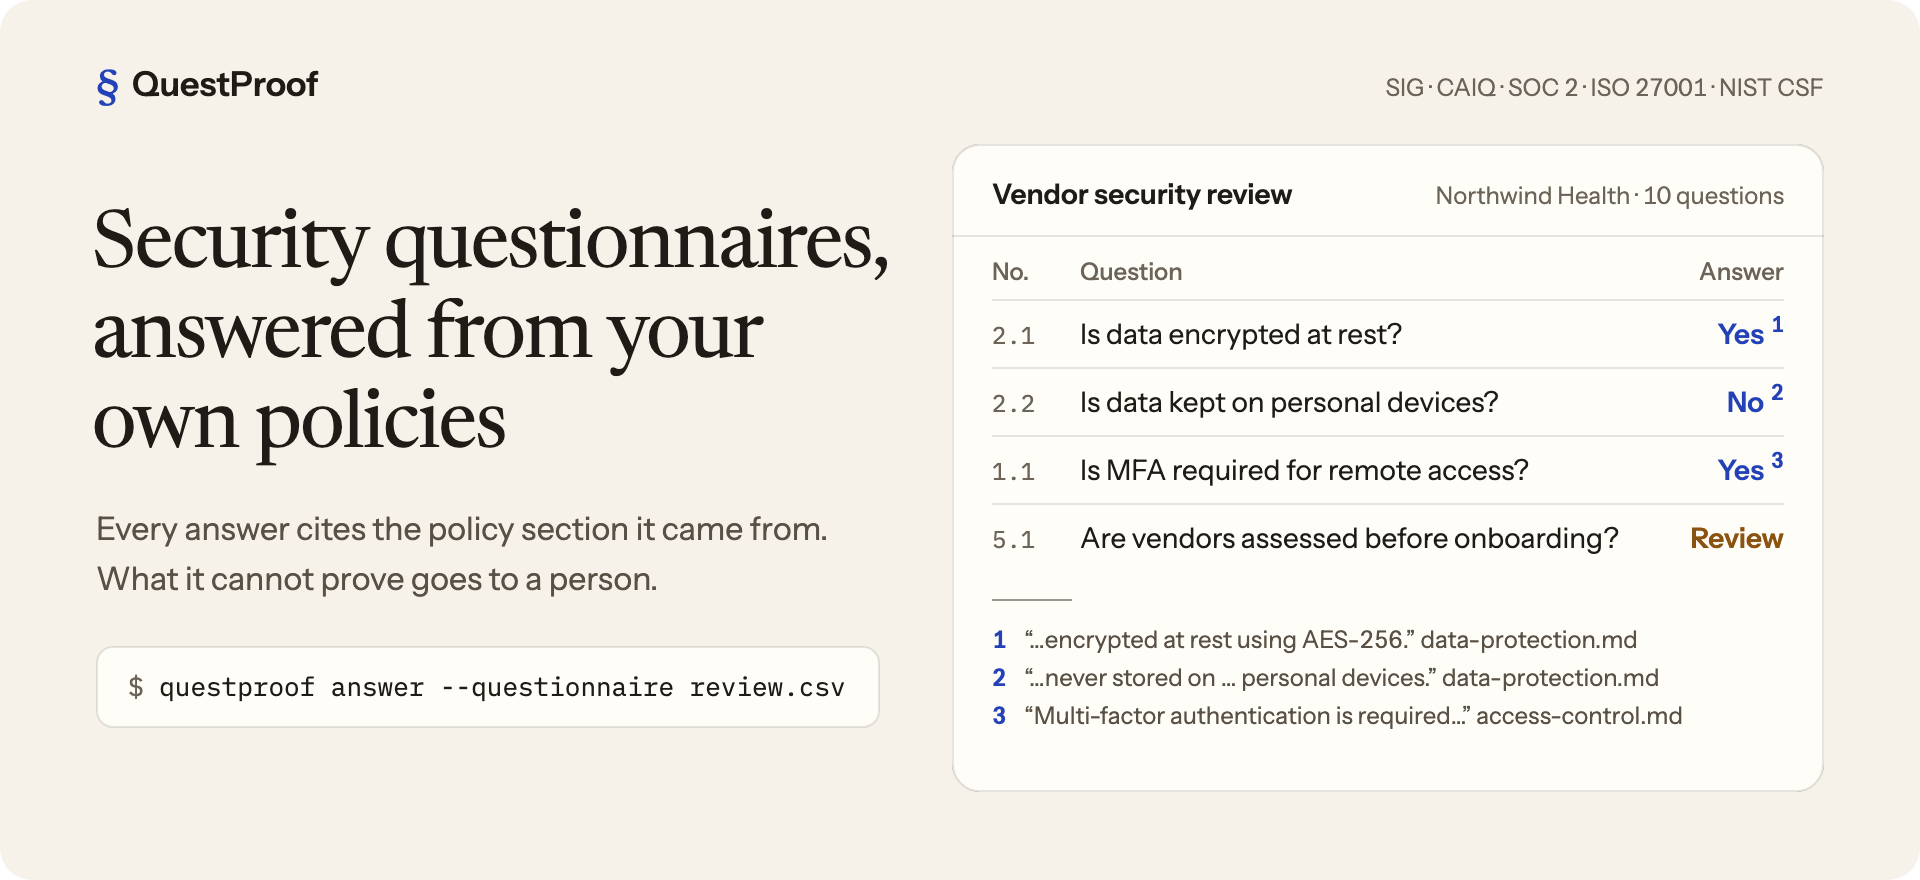 § QuestProof
SIG · CAIQ · SOC 2 · ISO 27001 · NIST CSF
Security questionnaires,
answered from your
own policies
Every answer cites the policy section it came from.
What it cannot prove goes to a person.
$ questproof answer --questionnaire review.csv
Vendor security review
Northwind Health · 10 questions
No. Question Answer
2.1 Is data encrypted at rest? Yes 1
2.2 Is data kept on personal devices? No 2
1.1 Is MFA required for remote access? Yes 3
5.1 Are vendors assessed before onboarding? Review
1 “…encrypted at rest using AES-256.” data-protection.md
2 “…never stored on … personal devices.” data-protection.md
3 “Multi-factor authentication is required…” access-control.md